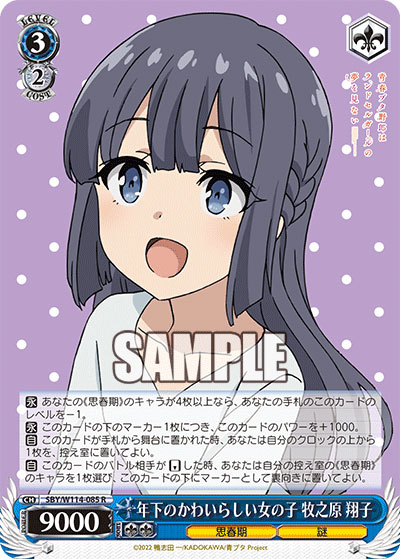 LEVEL
3
2
COST
青春ブタ野郎は
ランドセルガールの
夢を見ない
SAMPLE
永 あなたの《思春期》のキャラが4枚以上なら、あなたの手札のこのカードの
レベルを－1。
永 このカードの下のマーカー1枚につき、このカードのパワーを＋1000。
自 このカードが手札から舞台に置かれた時、あなたは自分のクロックの上から
1枚を、控え室に置いてよい。
自 このカードのバトル相手が した時、あなたは自分の控え室の《思春期》
のキャラを1枚選び、このカードの下にマーカーとして裏向きに置いてよい。
CH SBY/W114-085 R
年下のかわいらしい女の子 牧之原 翔子
9000
1
思春期
謎
©2022 鴨志田 一/KADOKAWA/青ブタ Project